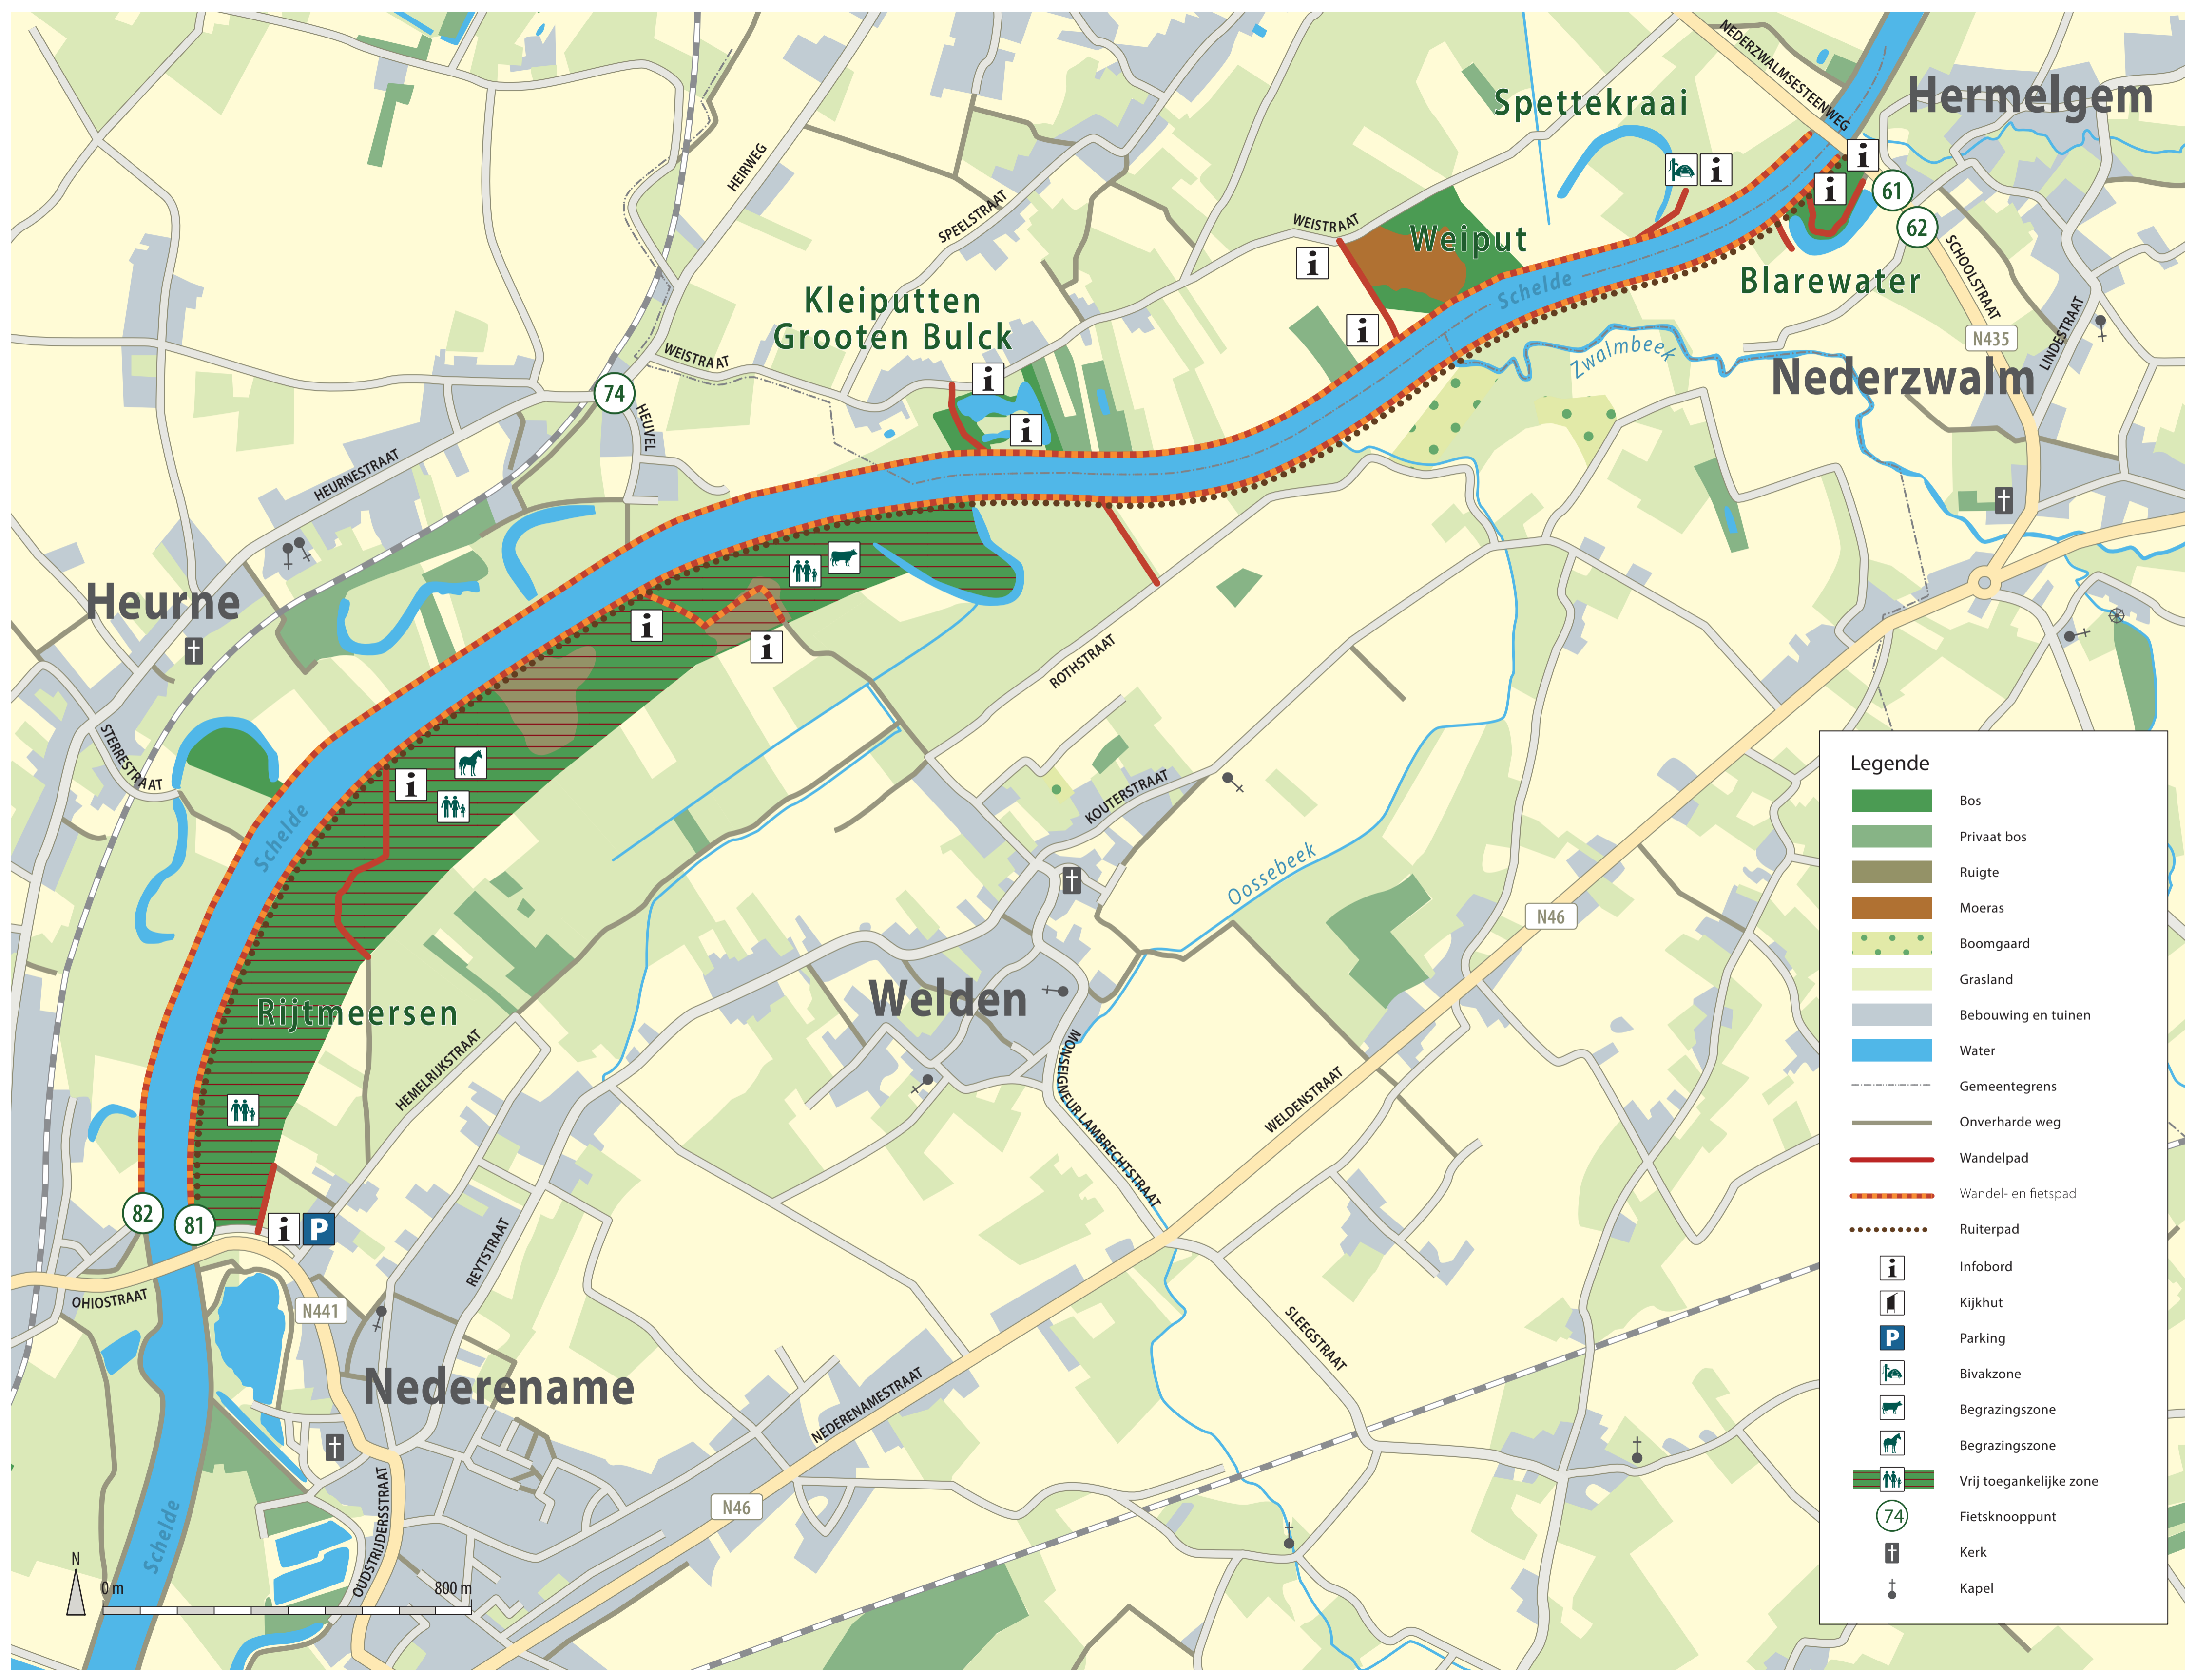 NEDERZWALMSESTEENWEG
Hermelgem
Spettekraai
HEIRWEG
61
SPEELSTRAAT
WEISTRAAT
62
Weiput
SCHOOLSTRAAT
Blarewater
Schelde
Kleiputten
Grooten Bulck
LINDESTRAAT
N435
Zwalmbeek
WEISTRAAT
Nederzwalm
74
HEUVEL
HEURNESTRAAT
Heurne
ROTHSTRAAT
STERRESTRAAT
KOUTERSTRAAT
Schelde
Oossebeek
N46
Welden
Rijtmeersen
HEMELRIJKSTRAAT
MONSEIGNEUR LAMBRECHTSTRAAT
WELDENSTRAAT
82
81
P
REYTSTRAAT
OHIOSTRAAT
N441
SLEEGSTRAAT
Nederename
NEDERENAMESTRAAT
N46
OUDSTRIJDERSSTRAAT
Schelde
N
0 m
800 m
Legende
Bos
Privaat bos
Ruigte
Moeras
Boomgaard
Grasland
Bebouwing en tuinen
Water
Gemeentegrens
Onverharde weg
Wandelpad
Wandel- en fietspad
Ruiterpad
i Infobord
Kijkhut
P Parking
Bivakzone
Begrazingszone
Begrazingszone
Vrij toegankelijke zone
74 Fietsknooppunt
Kerk
Kapel